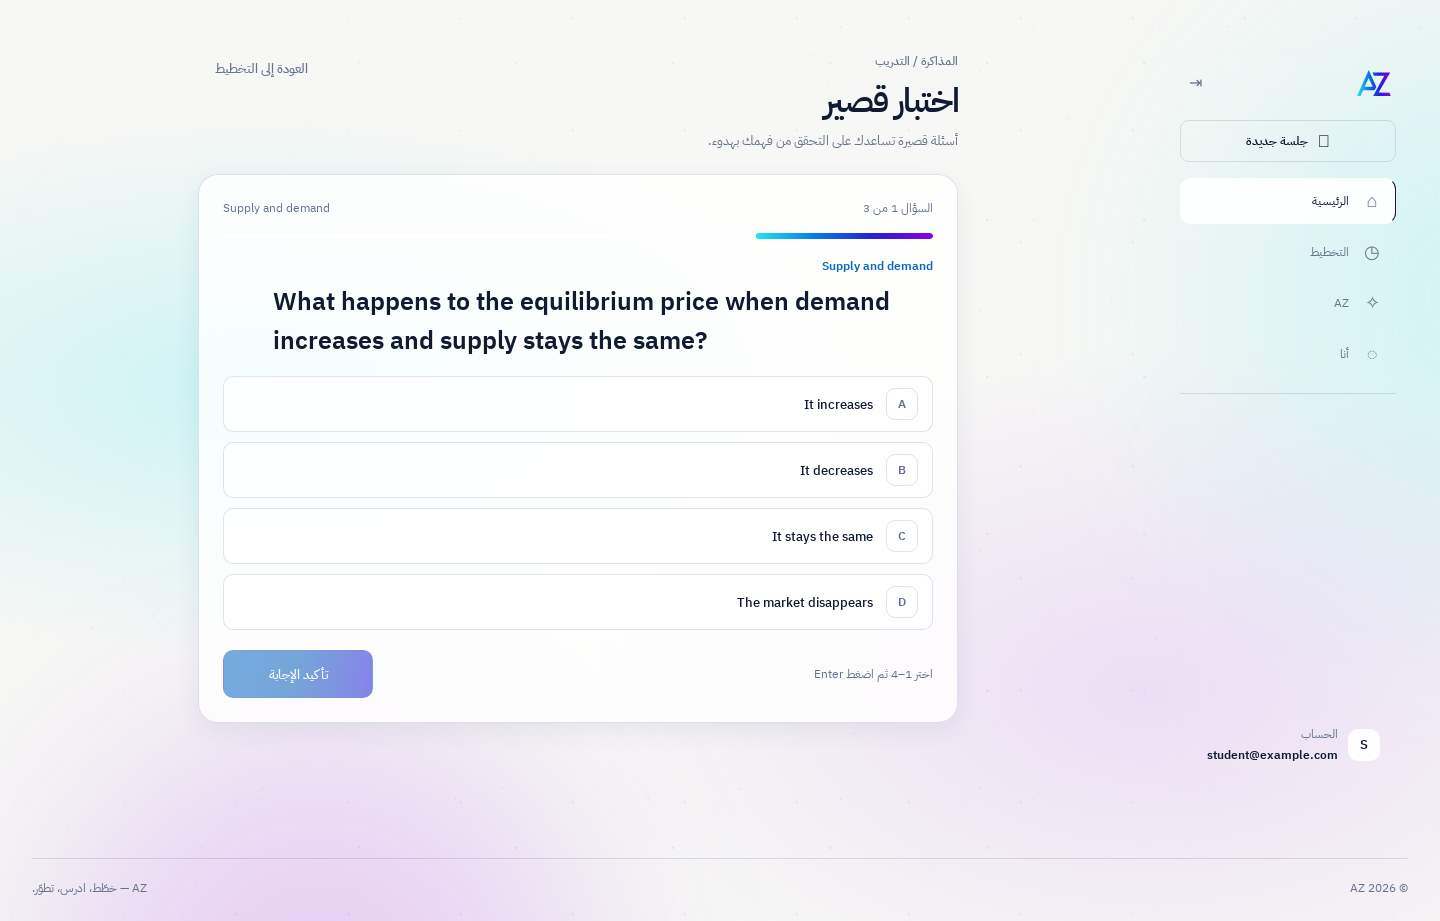 AZ
جلسة جديدة
الرئيسية
التخطيط
AZ
أنا
الحساب
S
student@example.com
المذاكرة / التدريب
العودة إلى التخطيط
اختبار قصير
أسئلة قصيرة تساعدك على التحقق من فهمك بهدوء.
السؤال 1 من 3
Supply and demand
Supply and demand
What happens to the equilibrium price when demand
increases and supply stays the same?
A It increases
B It decreases
C It stays the same
D The market disappears
اختر 1–4 ثم اضغط Enter
تأكيد الإجابة
© 2026 AZ
AZ — خطّط، ادرس، تطوّر.